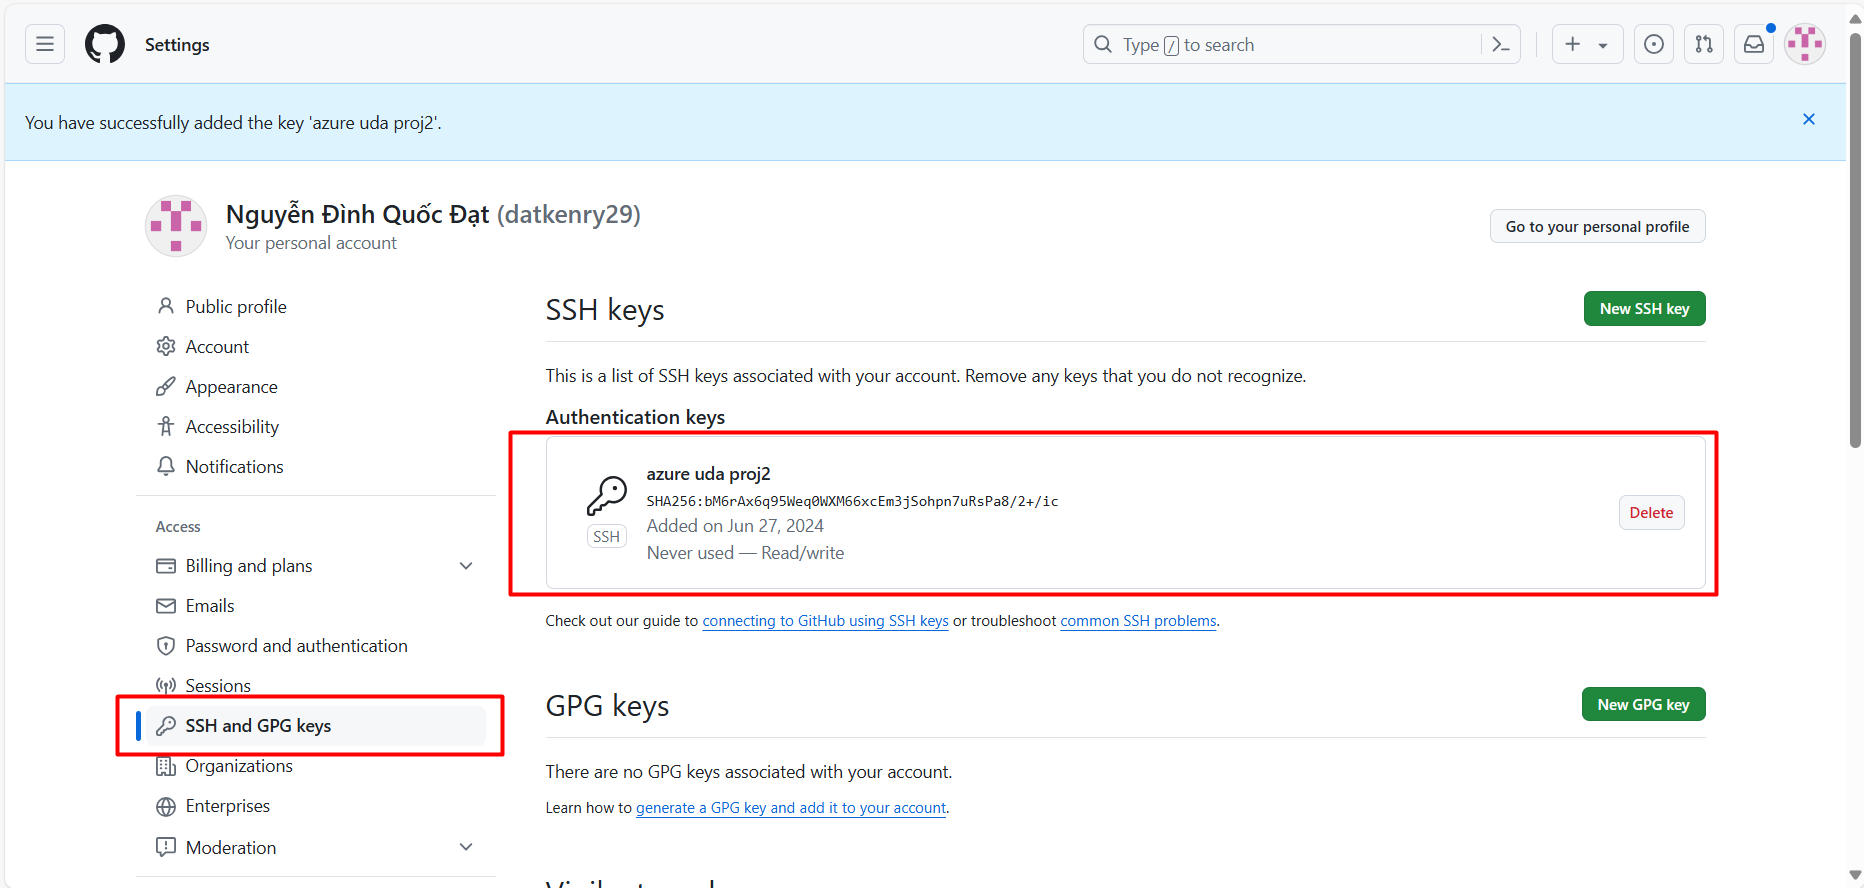 Settings
Type / to search
You have successfully added the key 'azure uda proj2'.
Nguyễn Đình Quốc Đạt (datkenry29)
Your personal account
Go to your personal profile
Public profile
Account
Appearance
Accessibility
Notifications
Access
Billing and plans
Emails
Password and authentication
Sessions
SSH and GPG keys
Organizations
Enterprises
Moderation
SSH keys
New SSH key
This is a list of SSH keys associated with your account. Remove any keys that you do not recognize.
Authentication keys
azure uda proj2
SHA256:bM6rAx6q95Weq0WXM66xcEm3jSohpn7uRsPa8/2+/ic
SSH
Added on Jun 27, 2024
Never used — Read/write
Delete
Check out our guide to connecting to GitHub using SSH keys or troubleshoot common SSH problems.
GPG keys
New GPG key
There are no GPG keys associated with your account.
Learn how to generate a GPG key and add it to your account.